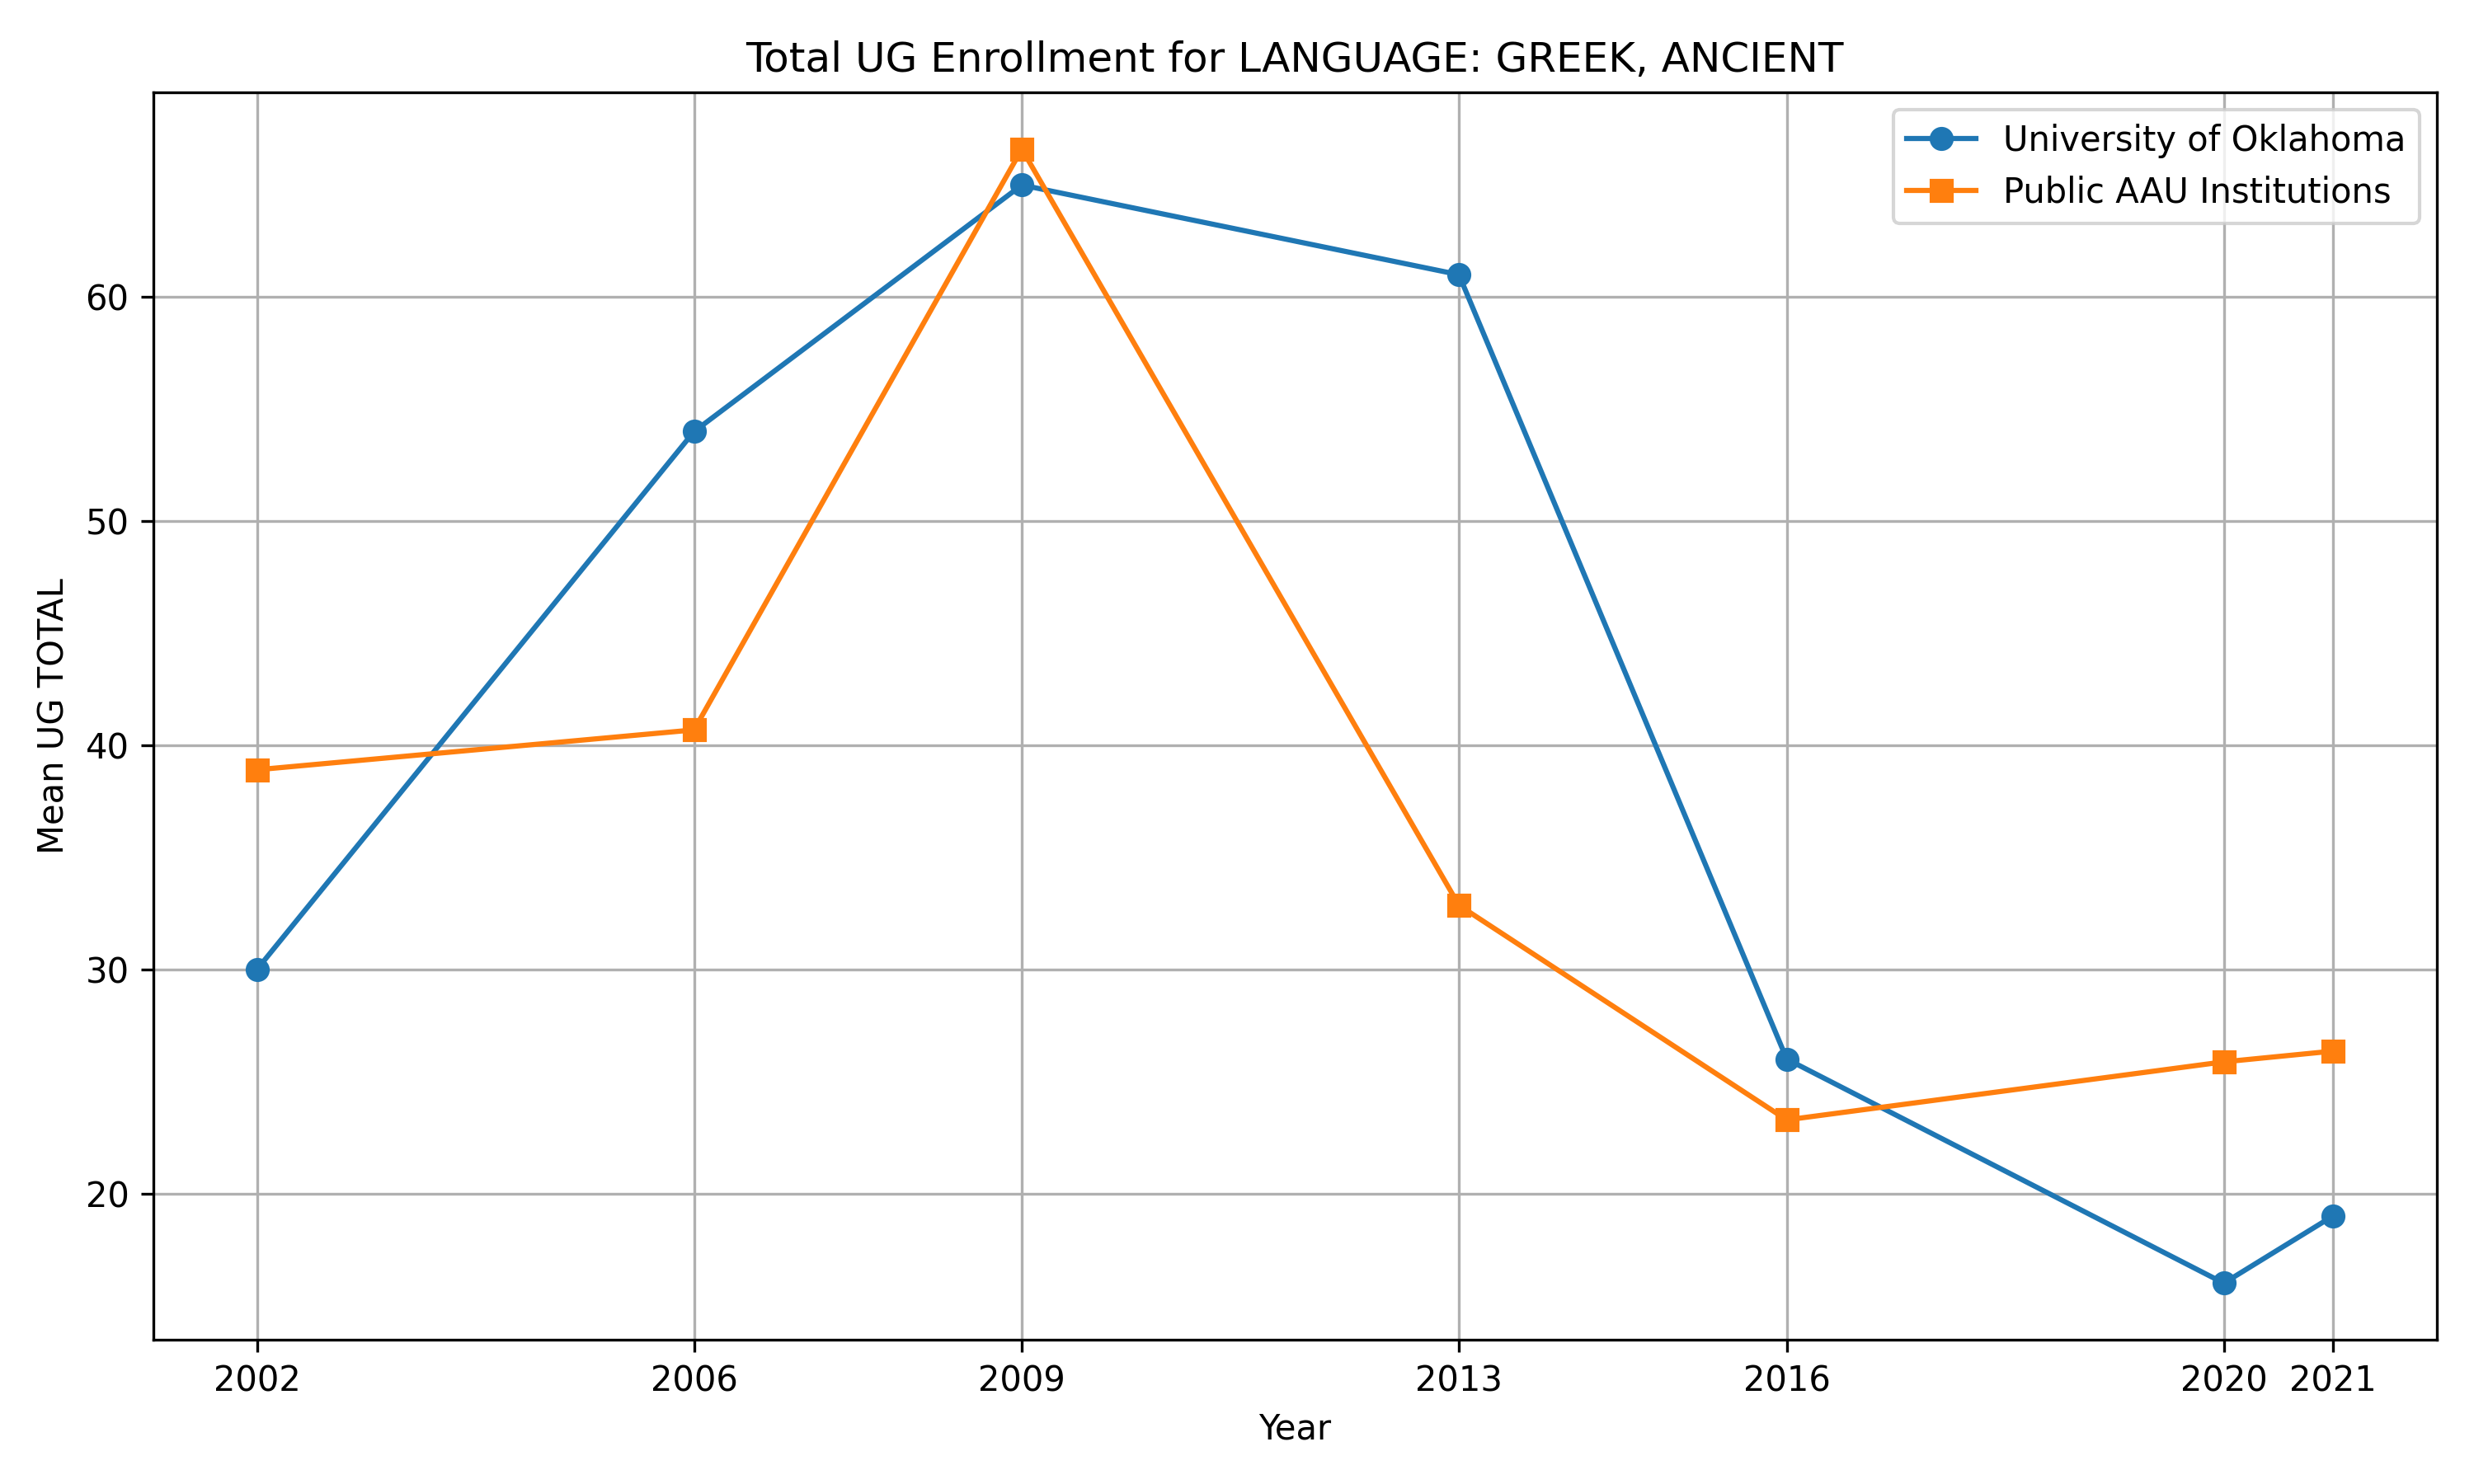 Total UG Enrollment for LANGUAGE: GREEK, ANCIENT
University of Oklahoma
Public AAU Institutions
Mean UG TOTAL
60
50
40
30
20
2002 2006 2009 2013 2016 2020 2021
Year